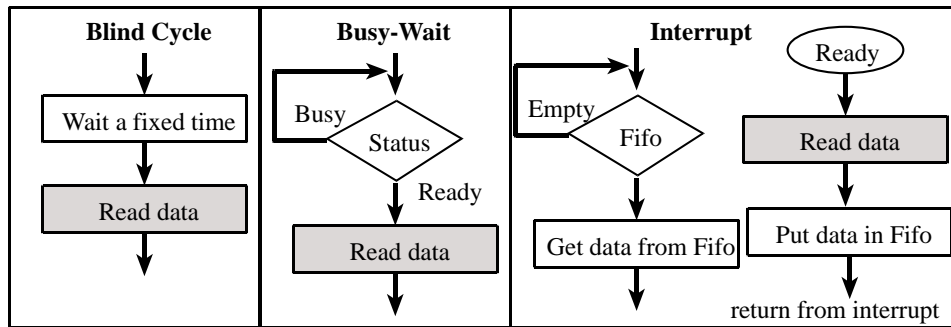 Blind Cycle
Wait a fixed time
Read data
Busy-Wait
Busy
Status
Ready
Read data
Interrupt
Empty
Fifo
Get data from Fifo
Ready
Read data
Put data in Fifo
return from interrupt